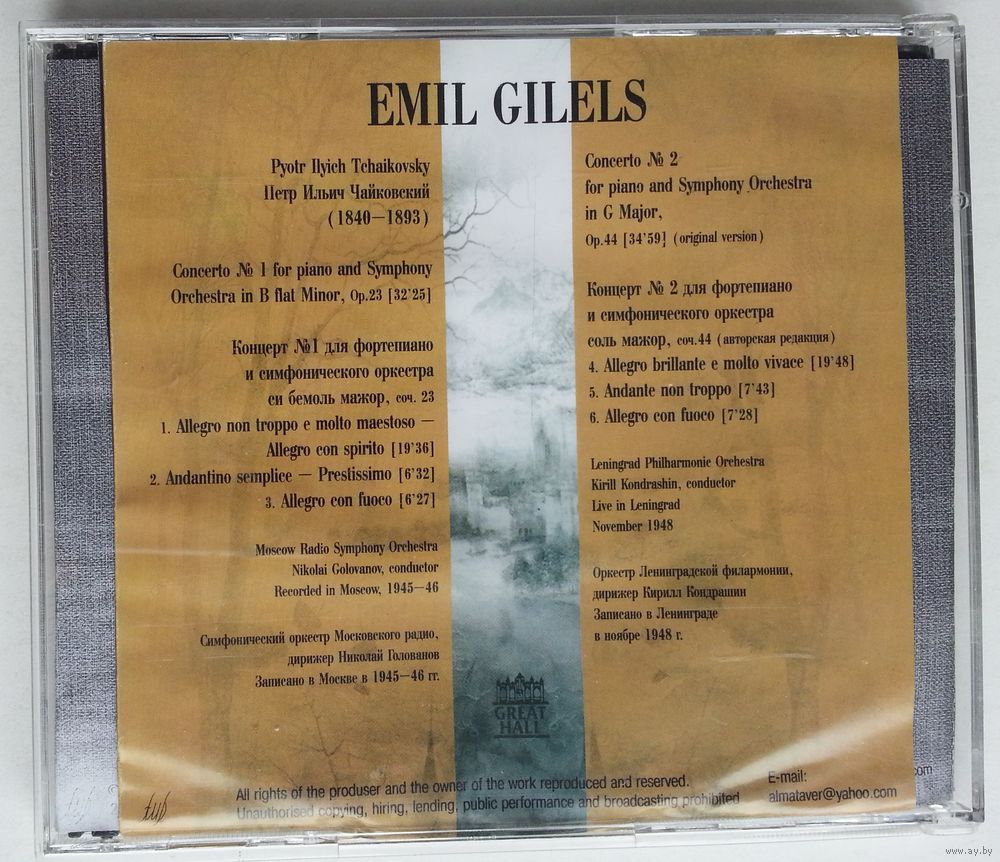 EMIL GILELS
Pyotr Ilyich Tchaikovsky
Петр Ильич Чайковский
(1840—1893)
Concerto № 1 for piano and Symphony
Orchestra in B flat Minor, Op.23 [32'25]
Концерт №1 для фортепиано
и симфонического оркестра
си бемоль мажор, соч. 23
1. Allegro non troppo e molto maestoso —
Allegro con spirito [19'36]
2. Andantino semplice — Prestissimo [6'32]
3. Allegro con fuoco [6'27]
Moscow Radio Symphony Orchestra
Nikolai Golovanov, conductor
Recorded in Moscow, 1945—46
Симфонический оркестр Московского радио,
дирижер Николай Голованов
Записано в Москве в 1945—46 гг.
Concerto № 2
for piano and Symphony Orchestra
in G Major,
Op.44 [34'59] (original version)
Концерт № 2 для фортепиано
и симфонического оркестра
соль мажор, соч.44 (авторская редакция)
4. Allegro brillante e molto vivace [19'48]
5. Andante non troppo [7'43]
6. Allegro con fuoco [7'28]
Leningrad Philharmonic Orchestra
Kirill Kondrashin, conductor
Live in Leningrad
November 1948
Оркестр Ленинградской филармонии,
дирижер Кирилл Кондрашин
Записано в Ленинграде
в ноябре 1948 г.
GREAT
HALL
All rights of the produser and the owner of the work reproduced and reserved.
Unauthorised copying, hiring, lending, public performance and broadcasting prohibited
E-mail:
almataver@yahoo.com
.com
www.ay.by